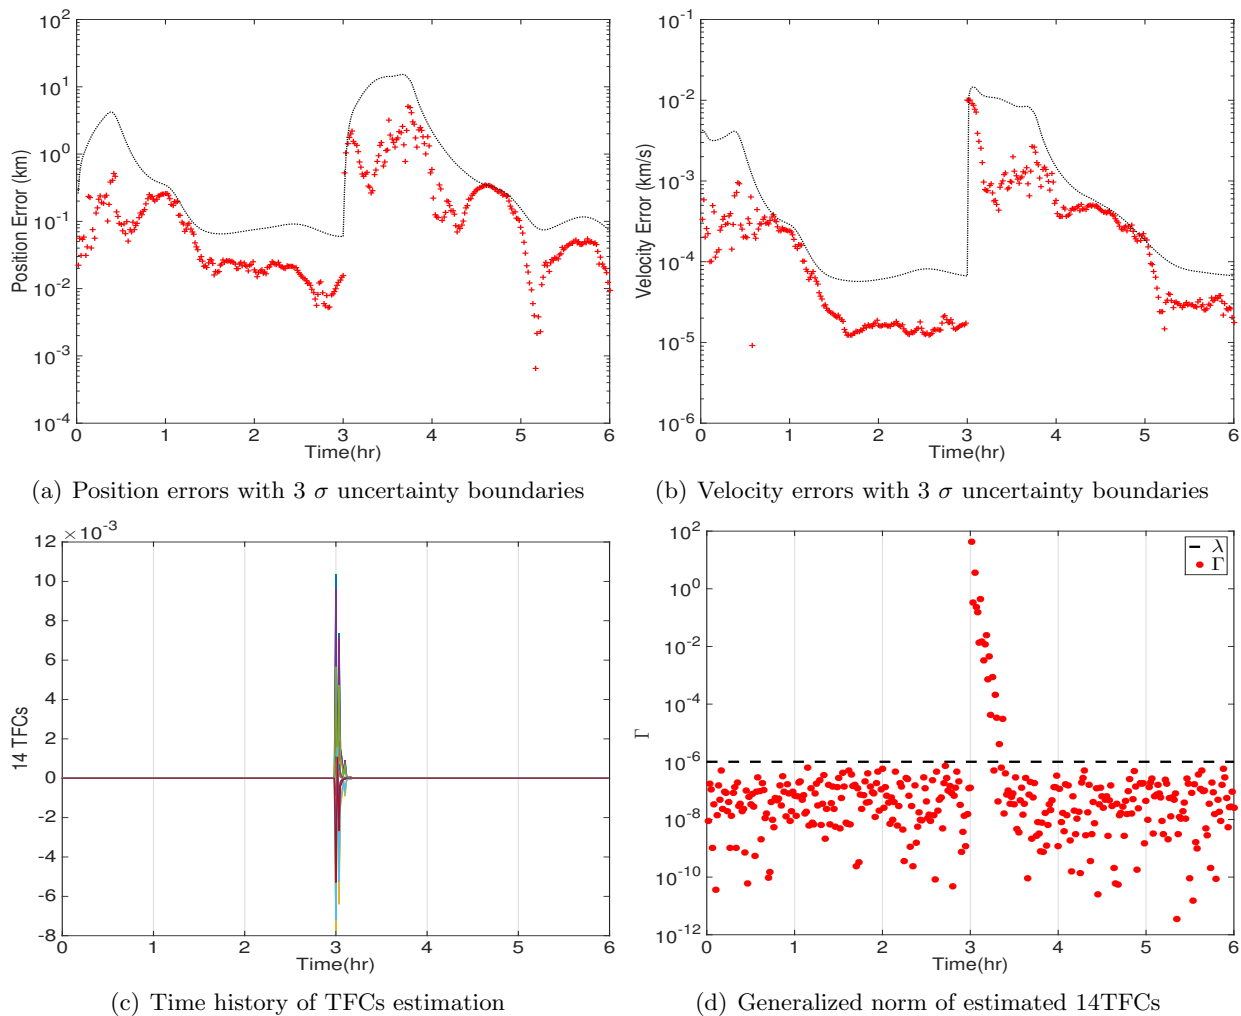 10^2
10^1
10^0
10^-1
10^-2
10^-3
10^-4
Position Error (km)
0 1 2 3 4 5 6
Time(hr)
(a) Position errors with 3 σ uncertainty boundaries
10^-1
10^-2
10^-3
10^-4
10^-5
10^-6
Velocity Error (km/s)
0 1 2 3 4 5 6
Time(hr)
(b) Velocity errors with 3 σ uncertainty boundaries
×10^-3
12
10
8
6
4
2
0
-2
-4
-6
-8
14 TFCs
0 1 2 3 4 5 6
Time(hr)
(c) Time history of TFCs estimation
10^2
10^0
10^-2
10^-4
10^-6
10^-8
10^-10
10^-12
Γ
λ
Γ
0 1 2 3 4 5 6
Time(hr)
(d) Generalized norm of estimated 14TFCs